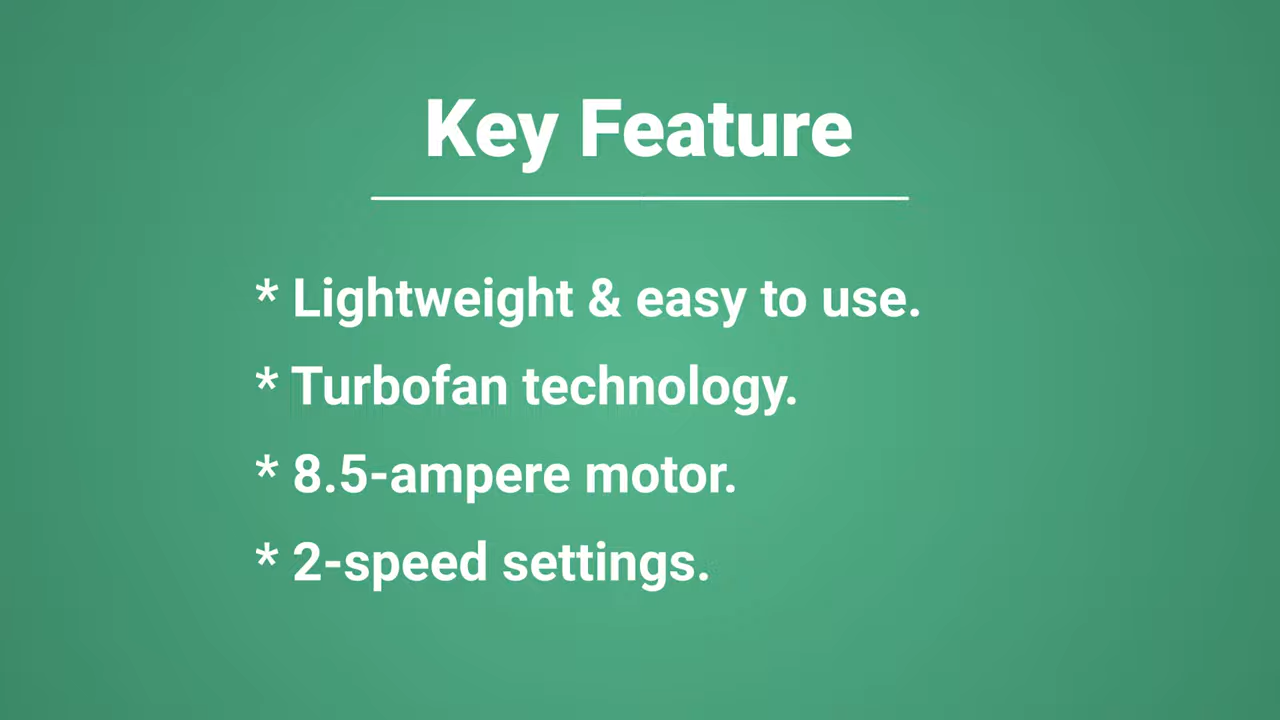 Key Feature
* Lightweight & easy to use.
* Turbofan technology.
* 8.5-ampere motor.
* 2-speed settings.